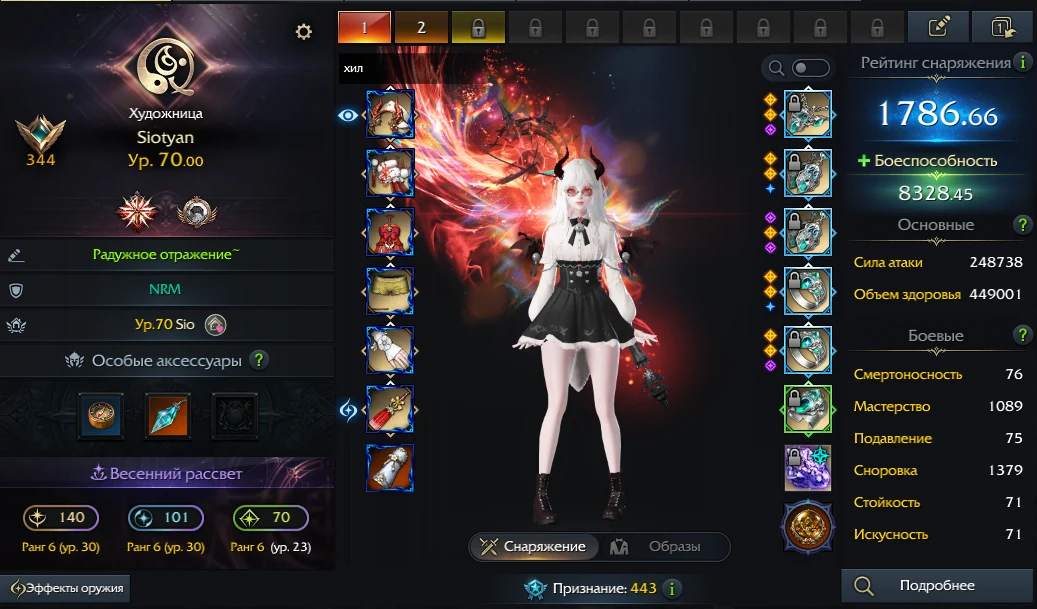 Художница
Siotyan
Ур. 70.00
344
Радужное отражение~
NRM
Ур.70 Sio
Особые аксессуары ?
Весенний рассвет
140
101
70
Ранг 6 (ур. 30)
Ранг 6 (ур. 30)
Ранг 6 (ур. 23)
Эффекты оружия
1
2
хил
Снаряжение
Образы
Признание: 443 i
1
Рейтинг снаряжения i
1786.66
+ Боеспособность
8328.45
Основные ?
Сила атаки 248738
Объем здоровья 449001
Боевые ?
Смертоносность 76
Мастерство 1089
Подавление 75
Сноровка 1379
Стойкость 71
Искусность 71
Подробнее